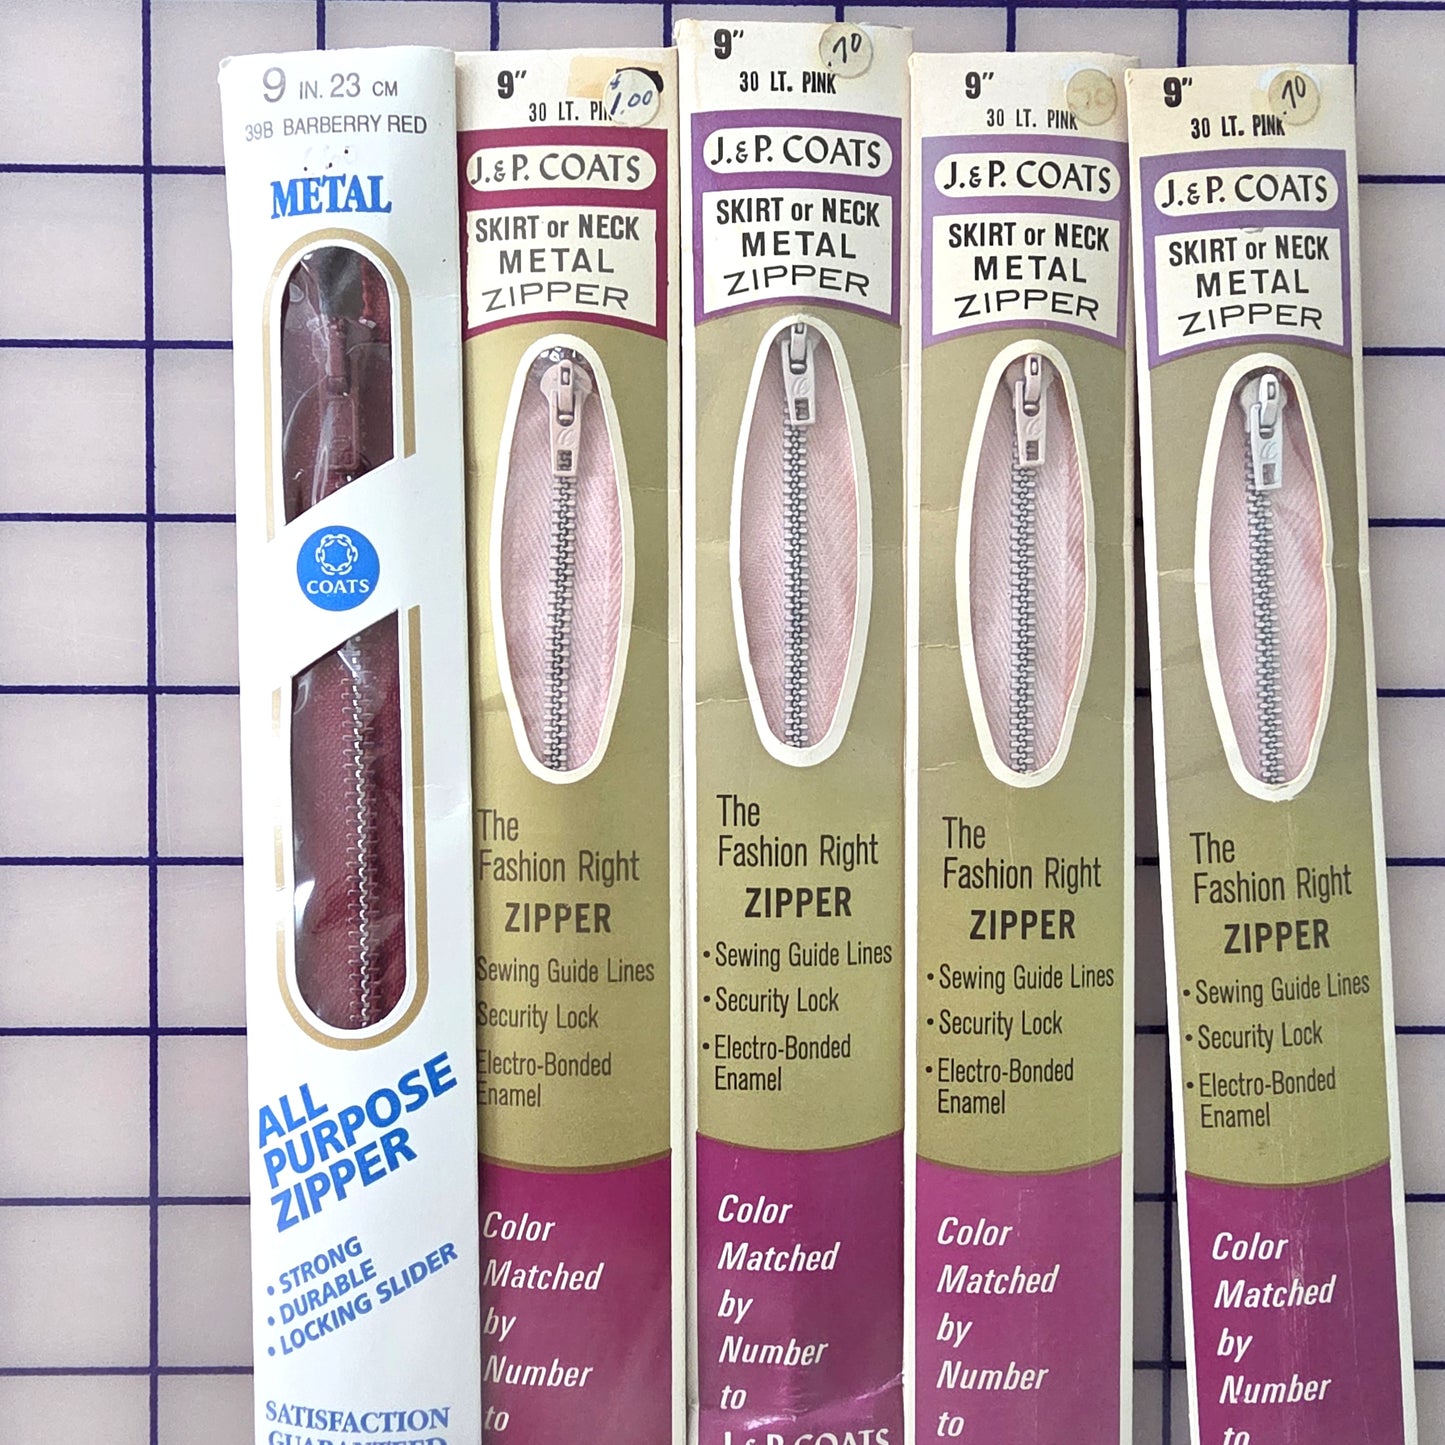 9 IN. 23 CM
39B BARBERRY RED
METAL
COATS
ALL
PURPOSE
ZIPPER
• STRONG
• DURABLE
• LOCKING SLIDER
SATISFACTION
GUARANTEED
9"
$1.00
30 LT.
J.&P. COATS
SKIRT or NECK
METAL
ZIPPER
The
Fashion Right
ZIPPER
Sewing Guide Lines
Security Lock
Electro-Bonded
Enamel
Color
Matched
by
Number
to
9"
.70
30 LT. PINK
J.&P. COATS
SKIRT or NECK
METAL
ZIPPER
The
Fashion Right
ZIPPER
• Sewing Guide Lines
• Security Lock
• Electro-Bonded
Enamel
Color
Matched
by
Number
to
J.&P. COATS
9"
30 LT. PINK
J.&P. COATS
SKIRT or NECK
METAL
ZIPPER
The
Fashion Right
ZIPPER
• Sewing Guide Lines
• Security Lock
• Electro-Bonded
Enamel
Color
Matched
by
Number
to
9"
.70
30 LT. PINK
J.&P. COATS
SKIRT or NECK
METAL
ZIPPER
The
Fashion Right
ZIPPER
• Sewing Guide Lines
• Security Lock
• Electro-Bonded
Enamel
Color
Matched
by
Number
to